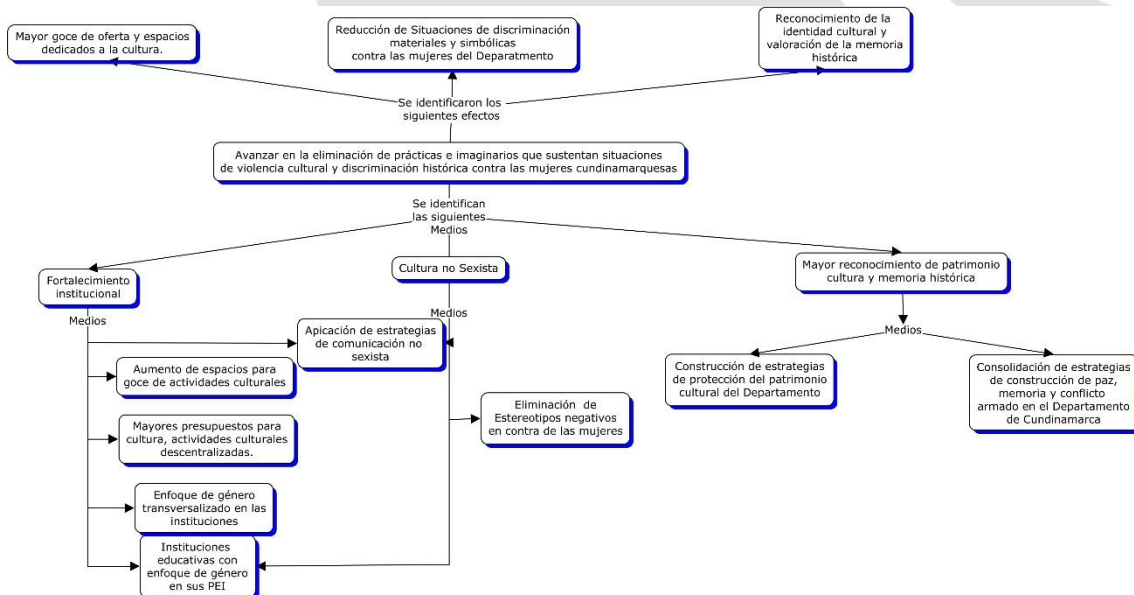 Mayor goce de oferta y espacios
dedicados a la cultura.
Reducción de Situaciones de discriminación
materiales y simbólicas
contra las mujeres del Departmento
Reconocimiento de la
identidad cultural y
valoración de la memoria
histórica
Se identificaron los
siguientes efectos
Avanzar en la eliminación de prácticas e imaginarios que sustentan situaciones
de violencia cultural y discriminación histórica contra las mujeres cundinamarquesas
Se identifican
las siguientes
Medios
Fortalecimiento
institucional
Cultura no Sexista
Mayor reconocimiento de patrimonio
cultura y memoria histórica
Medios
Medios
Medios
Apicación de estrategias
de comunicación no
sexista
Aumento de espacios para
goce de actividades culturales
Construcción de estrategias
de protección del patrimonio
cultural del Departamento
Consolidación de estrategias
de construcción de paz,
memoria y conflicto
armado en el Departamento
de Cundinamarca
Eliminación de
Estereotipos negativos
en contra de las mujeres
Mayores presupuestos para
cultura, actividades culturales
descentralizadas.
Enfoque de género
transversalizado en las
instituciones
Instituciones
educativas con
enfoque de género
en sus PEI